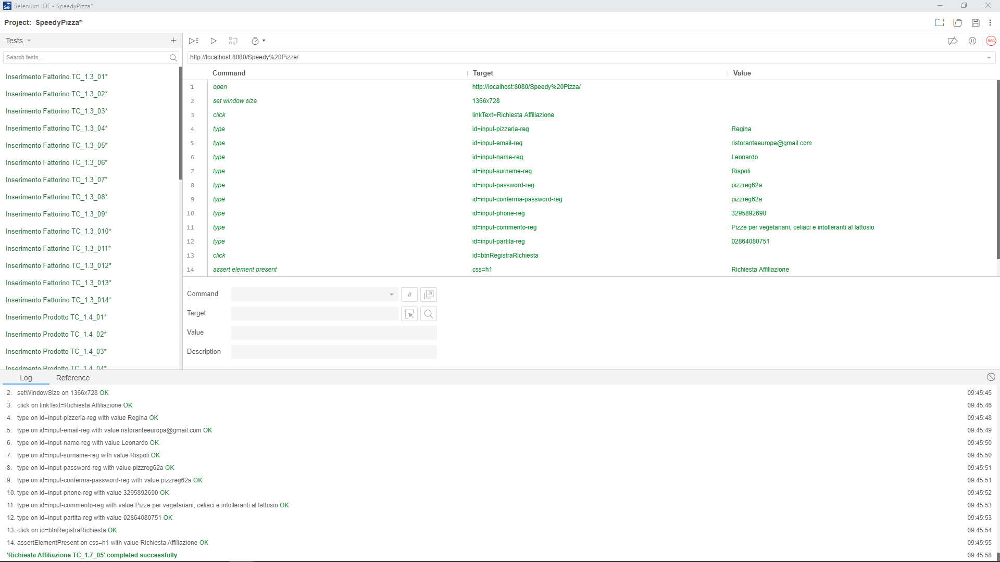 Selenium IDE - SpeedyPizza*
Project: SpeedyPizza*
Tests
Search tests...
Inserimento Fattorino TC_1.3_01*
Inserimento Fattorino TC_1.3_02*
Inserimento Fattorino TC_1.3_03*
Inserimento Fattorino TC_1.3_04*
Inserimento Fattorino TC_1.3_05*
Inserimento Fattorino TC_1.3_06*
Inserimento Fattorino TC_1.3_07*
Inserimento Fattorino TC_1.3_08*
Inserimento Fattorino TC_1.3_09*
Inserimento Fattorino TC_1.3_010*
Inserimento Fattorino TC_1.3_011*
Inserimento Fattorino TC_1.3_012*
Inserimento Fattorino TC_1.3_013*
Inserimento Fattorino TC_1.3_014*
Inserimento Prodotto TC_1.4_01*
Inserimento Prodotto TC_1.4_02*
Inserimento Prodotto TC_1.4_03*
Inserimento Prodotto TC_1.4_04*
REC
http://localhost:8080/Speedy%20Pizza/
Command Target Value
1 open http://localhost:8080/Speedy%20Pizza/
2 set window size 1366x728
3 click linkText=Richiesta Affiliazione
4 type id=input-pizzeria-reg Regina
5 type id=input-email-reg ristoranteeuropa@gmail.com
6 type id=input-name-reg Leonardo
7 type id=input-surname-reg Rispoli
8 type id=input-password-reg pizzreg62a
9 type id=input-conferma-password-reg pizzreg62a
10 type id=input-phone-reg 3295892690
11 type id=input-commento-reg Pizze per vegetariani, celiaci e intolleranti al lattosio
12 type id=input-partita-reg 02864080751
13 click id=btnRegistraRichiesta
14 assert element present css=h1 Richiesta Affiliazione
Command //
Target
Value
Description
Log Reference
2. setWindowSize on 1366x728 OK 09:45:45
3. click on linkText=Richiesta Affiliazione OK 09:45:46
4. type on id=input-pizzeria-reg with value Regina OK 09:45:48
5. type on id=input-email-reg with value ristoranteeuropa@gmail.com OK 09:45:49
6. type on id=input-name-reg with value Leonardo OK 09:45:50
7. type on id=input-surname-reg with value Rispoli OK 09:45:50
8. type on id=input-password-reg with value pizzreg62a OK 09:45:51
9. type on id=input-conferma-password-reg with value pizzreg62a OK 09:45:51
10. type on id=input-phone-reg with value 3295892690 OK 09:45:52
11. type on id=input-commento-reg with value Pizze per vegetariani, celiaci e intolleranti al lattosio OK 09:45:53
12. type on id=input-partita-reg with value 02864080751 OK 09:45:53
13. click on id=btnRegistraRichiesta OK 09:45:54
14. assertElementPresent on css=h1 with value Richiesta Affiliazione OK 09:45:55
'Richiesta Affiliazione TC_1.7_05' completed successfully 09:45:58